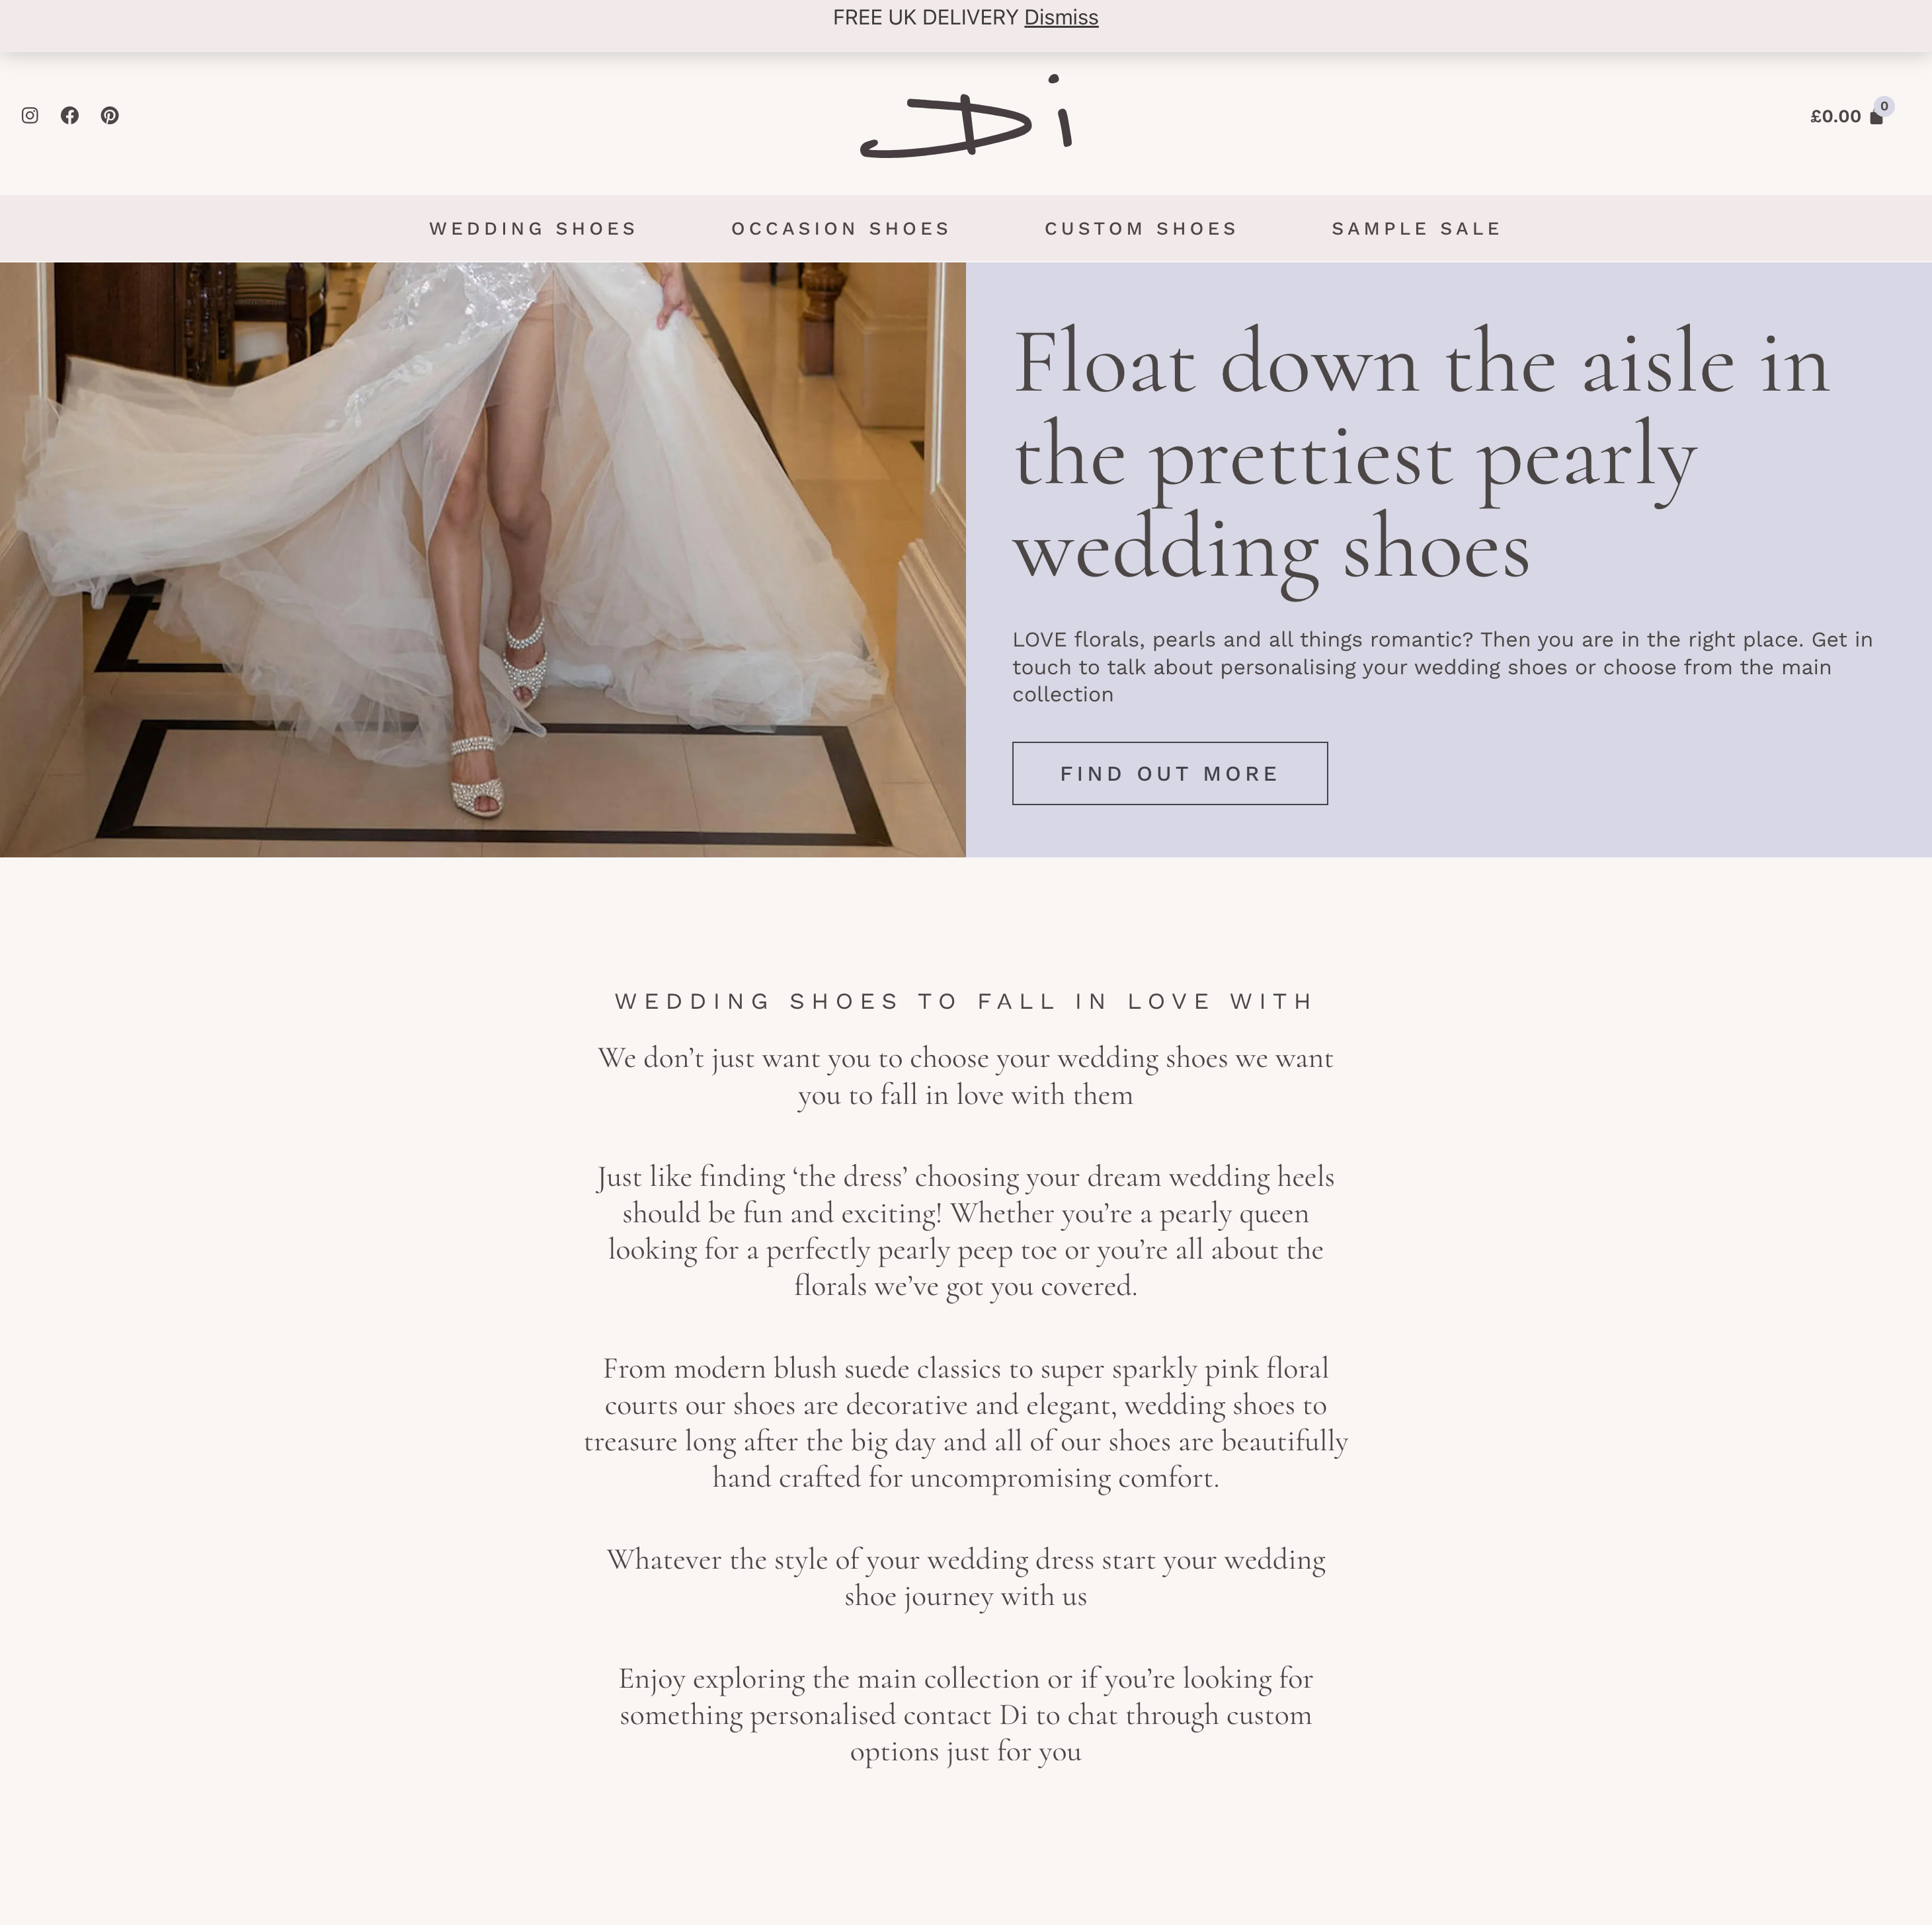 FREE UK DELIVERY Dismiss
Di
£0.00 0
WEDDING SHOES OCCASION SHOES CUSTOM SHOES SAMPLE SALE
Float down the aisle in
the prettiest pearly
wedding shoes
LOVE florals, pearls and all things romantic? Then you are in the right place. Get in
touch to talk about personalising your wedding shoes or choose from the main
collection
FIND OUT MORE
WEDDING SHOES TO FALL IN LOVE WITH
We don’t just want you to choose your wedding shoes we want
you to fall in love with them
Just like finding ‘the dress’ choosing your dream wedding heels
should be fun and exciting! Whether you’re a pearly queen
looking for a perfectly pearly peep toe or you’re all about the
florals we’ve got you covered.
From modern blush suede classics to super sparkly pink floral
courts our shoes are decorative and elegant, wedding shoes to
treasure long after the big day and all of our shoes are beautifully
hand crafted for uncompromising comfort.
Whatever the style of your wedding dress start your wedding
shoe journey with us
Enjoy exploring the main collection or if you’re looking for
something personalised contact Di to chat through custom
options just for you